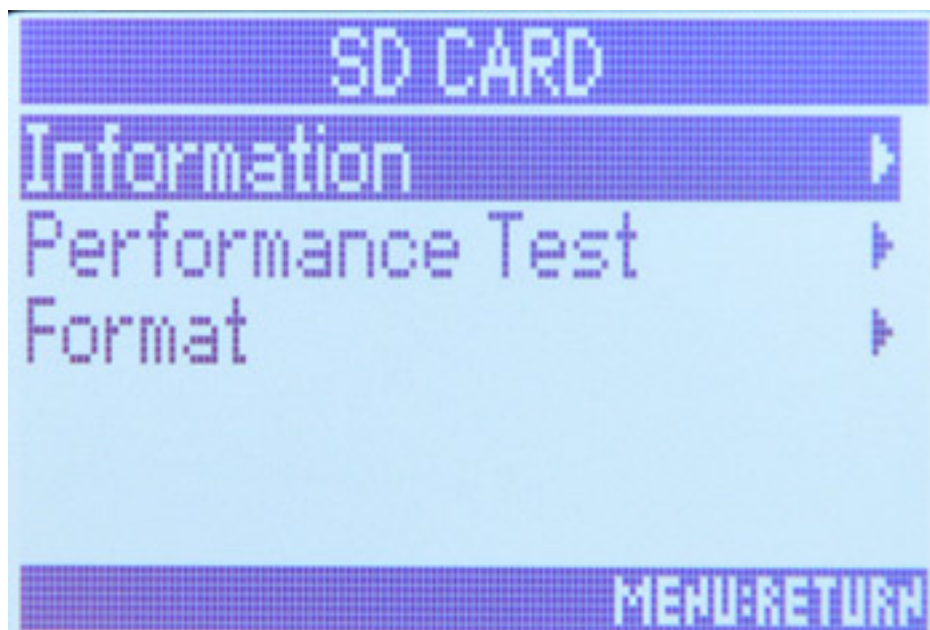 SD CARD
Information
Performance Test
Format
MENU:RETURN